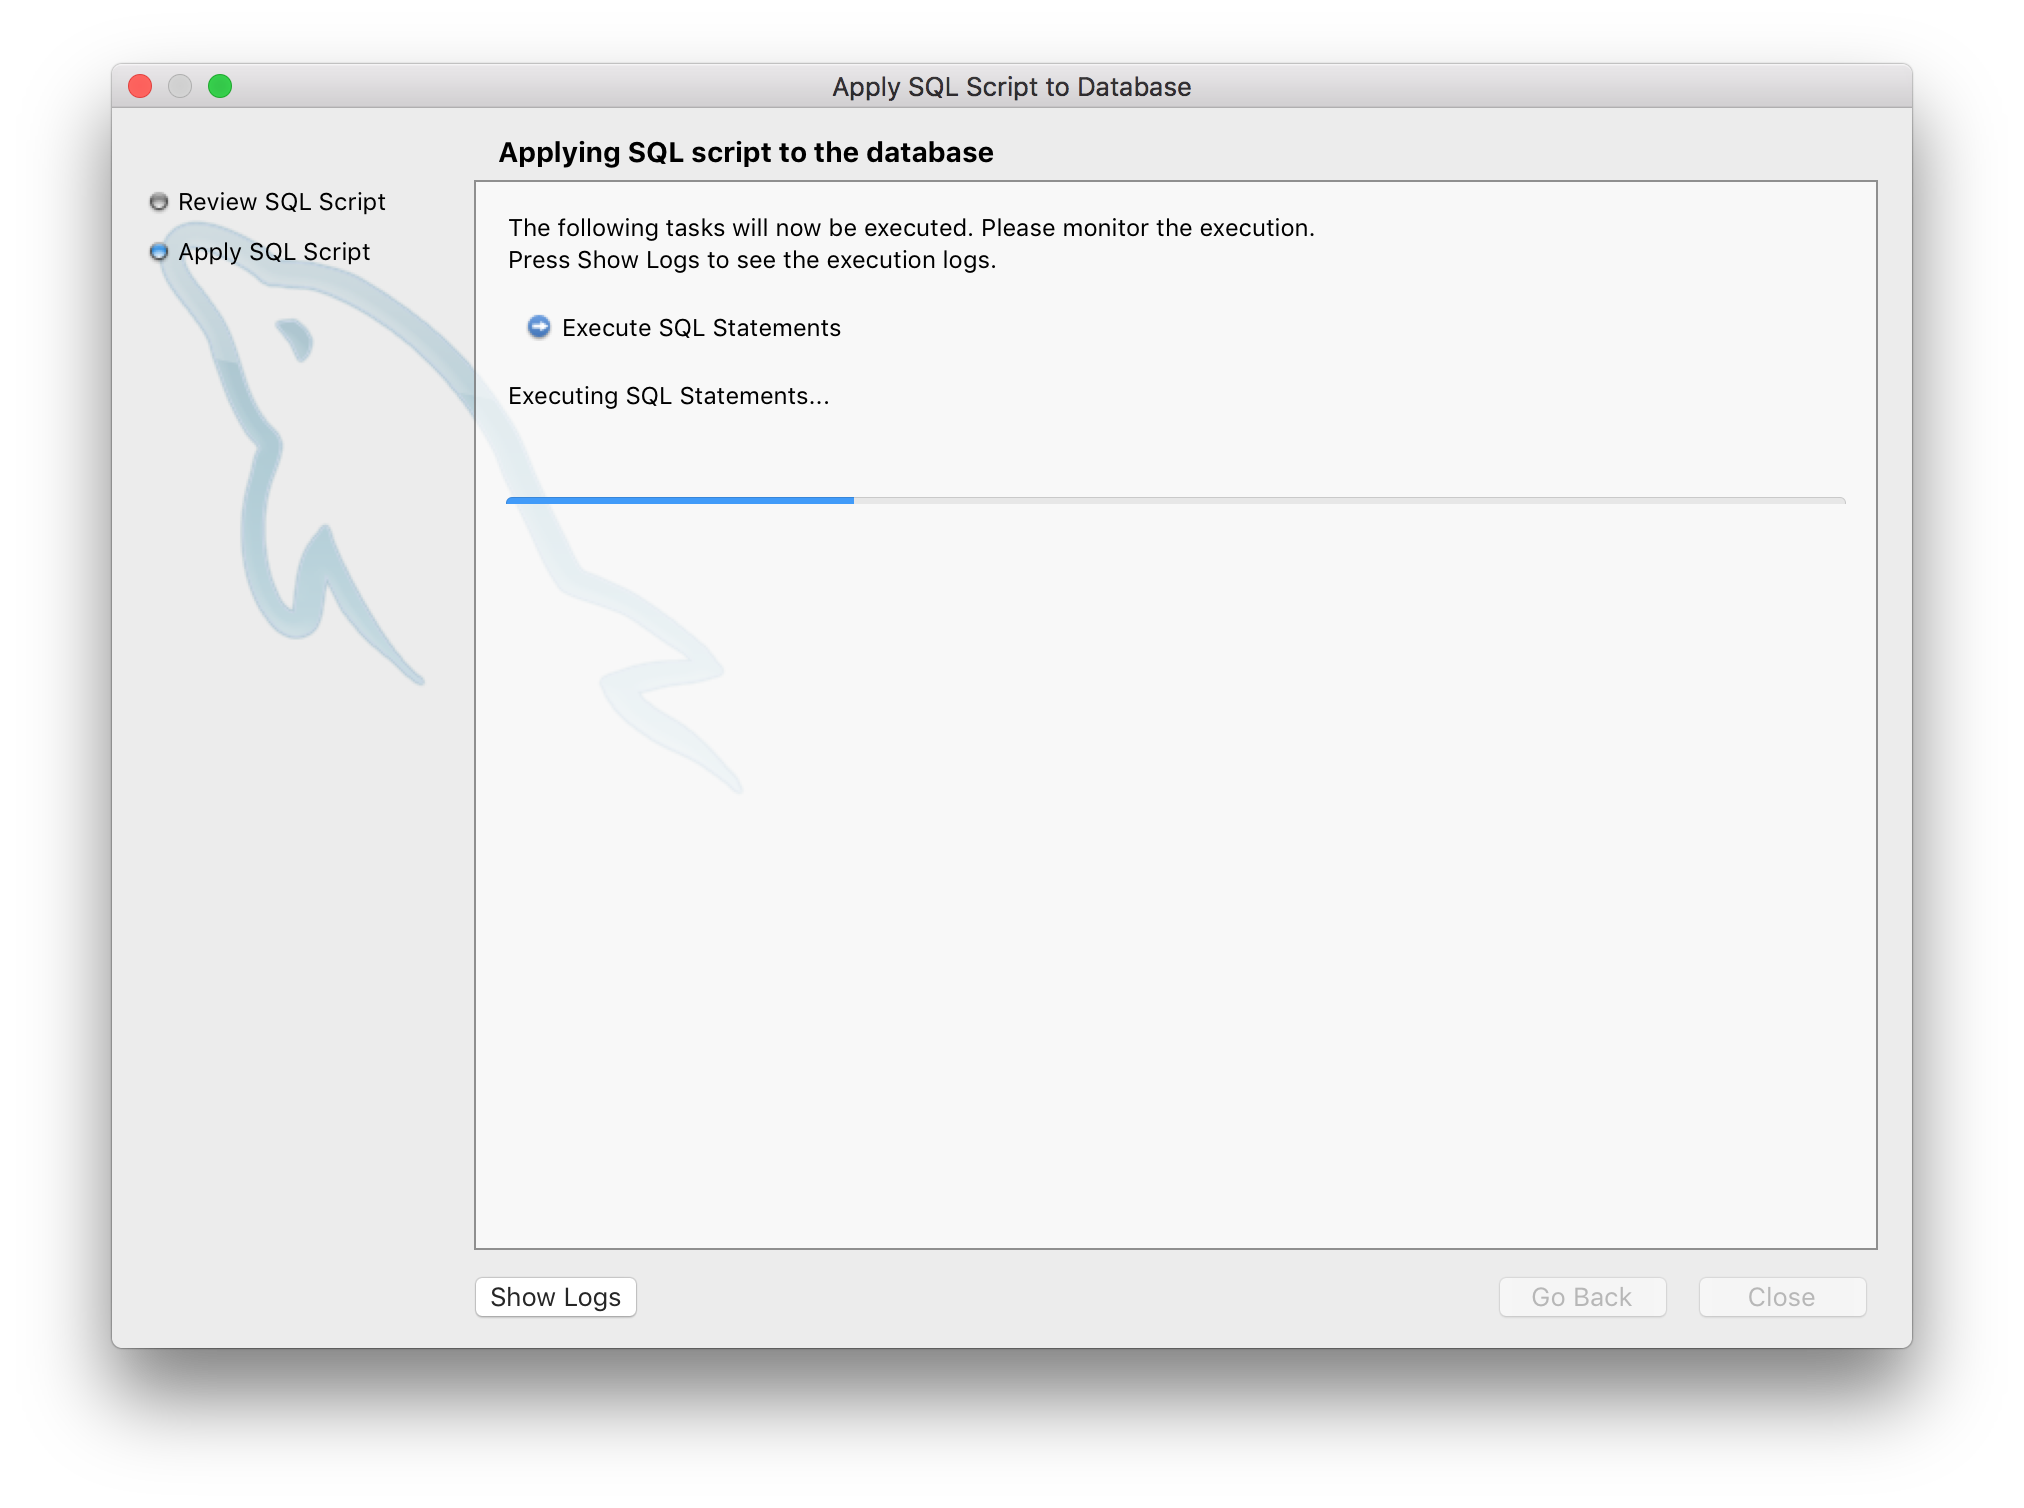 Apply SQL Script to Database
Applying SQL script to the database
Review SQL Script
Apply SQL Script
The following tasks will now be executed. Please monitor the execution.
Press Show Logs to see the execution logs.
Execute SQL Statements
Executing SQL Statements...
Show Logs
Go Back
Close